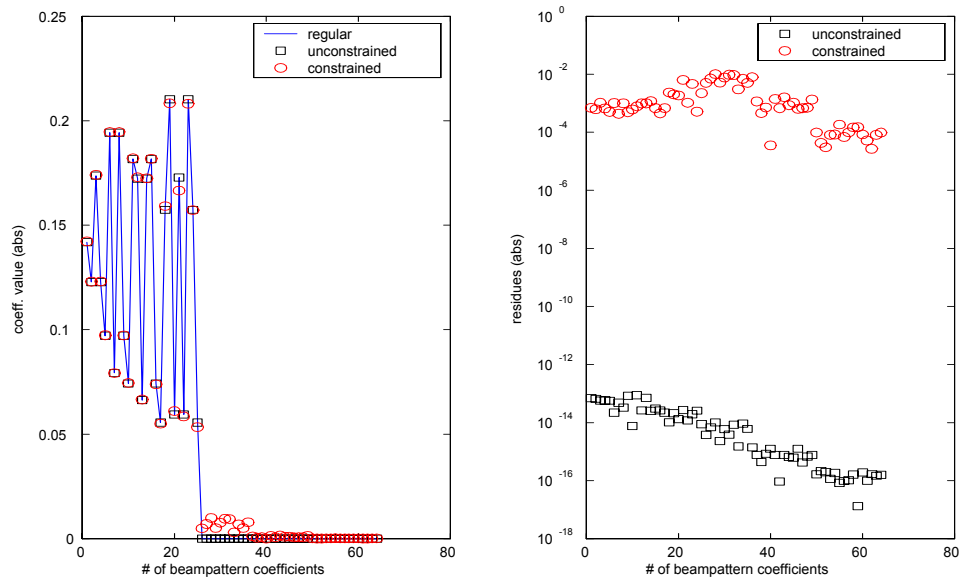 regular
unconstrained
constrained
0.25
0.2
0.15
0.1
0.05
0
0 20 40 60 80
coeff. value (abs)
# of beampattern coefficients
unconstrained
constrained
10 0
10 -2
10 -4
10 -6
10 -8
10 -10
10 -12
10 -14
10 -16
10 -18
0 20 40 60 80
residues (abs)
# of beampattern coefficients